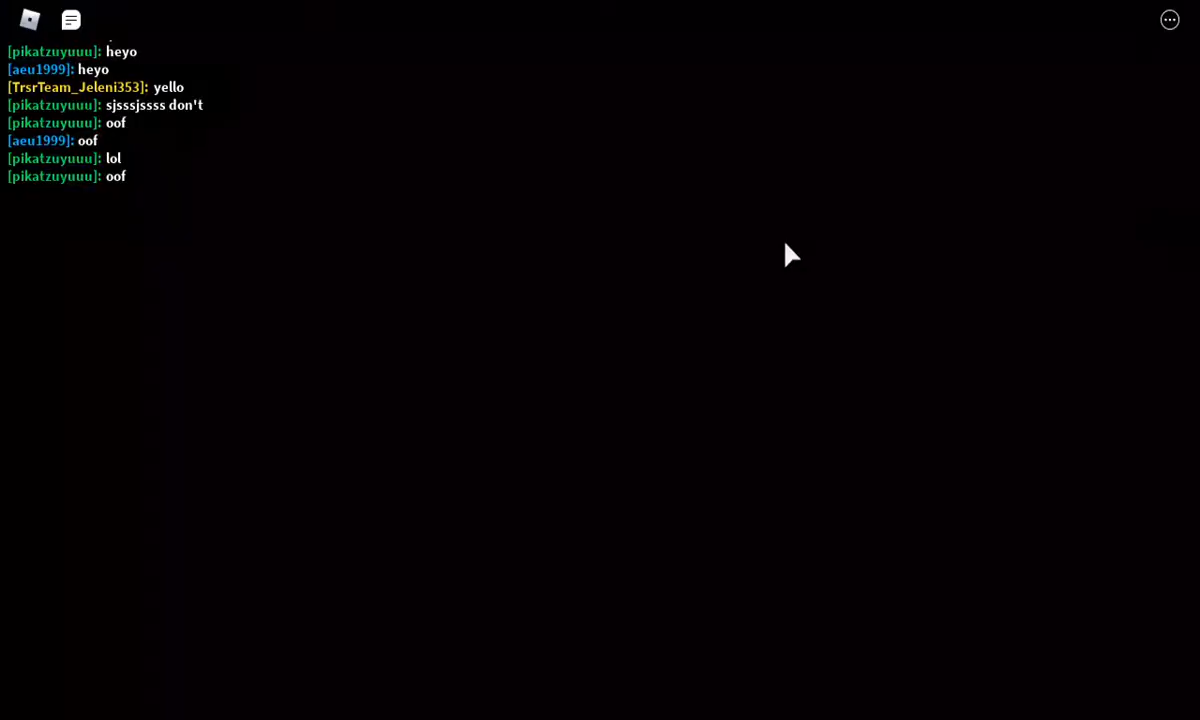 [pikatzuyuuu]: heyo
[aeu1999]: heyo
[TrsrTeam_Jeleni353]: yello
[pikatzuyuuu]: sjsssjssss don't
[pikatzuyuuu]: oof
[aeu1999]: oof
[pikatzuyuuu]: lol
[pikatzuyuuu]: oof